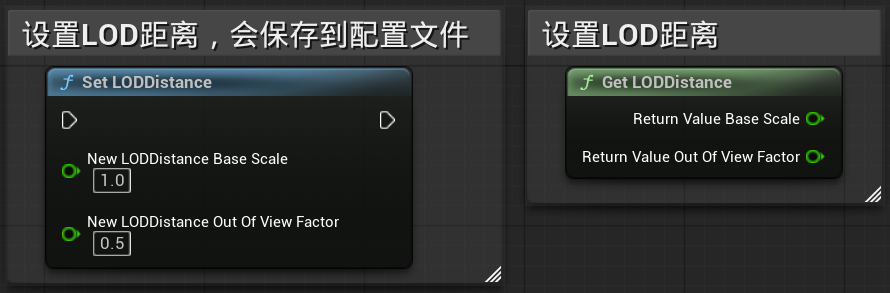 设置LOD距离，会保存到配置文件
Set LODDistance
New LODDistance Base Scale
1.0
New LODDistance Out Of View Factor
0.5
设置LOD距离
Get LODDistance
Return Value Base Scale
Return Value Out Of View Factor